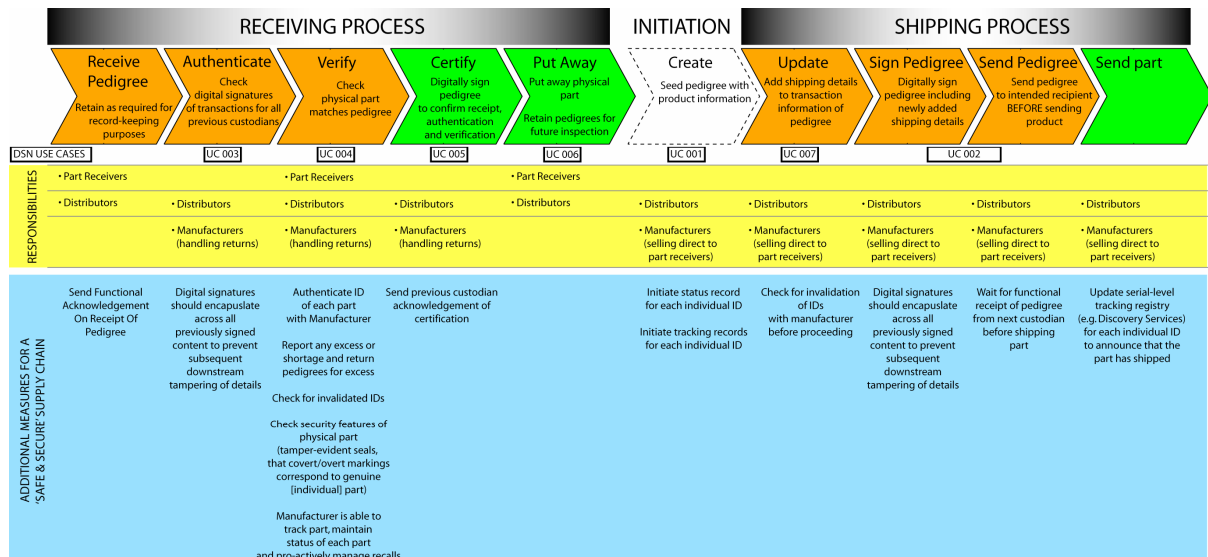 RECEIVING PROCESS
INITIATION
SHIPPING PROCESS
Receive
Pedigree
Retain as required for
record-keeping
purposes
Authenticate
Check
digital signatures
of transactions for all
previous custodians
Verify
Check
physical part
matches pedigree
Certify
Digitally sign
pedigree
to confirm receipt,
authentication
and verification
Put Away
Put away physical
part
Retain pedigrees for
future inspection
Create
Seed pedigree with
product information
Update
Add shipping details
to transaction
information of
pedigree
Sign Pedigree
Digitally sign
pedigree including
newly added
shipping details
Send Pedigree
Send pedigree
to intended recipient
BEFORE sending
product
Send part
DSN USE CASES
UC 003
UC 004
UC 005
UC 006
UC 001
UC 007
UC 002
RESPONSIBILITIES
• Part Receivers
• Part Receivers
• Part Receivers
• Distributors
• Distributors
• Distributors
• Distributors
• Distributors
• Distributors
• Distributors
• Distributors
• Distributors
• Distributors
• Manufacturers
(handling returns)
• Manufacturers
(handling returns)
• Manufacturers
(handling returns)
• Manufacturers
(selling direct to
part receivers)
• Manufacturers
(selling direct to
part receivers)
• Manufacturers
(selling direct to
part receivers)
• Manufacturers
(selling direct to
part receivers)
• Manufacturers
(selling direct to
part receivers)
ADDITIONAL MEASURES FOR A
'SAFE & SECURE' SUPPLY CHAIN
Send Functional
Acknowledgement
On Receipt Of
Pedigree
Digital signatures
should encapuslate
across all
previously signed
content to prevent
subsequent
downstream
tampering of details
Authenticate ID
of each part
with Manufacturer
Report any excess or
shortage and return
pedigrees for excess
Check for invalidated IDs
Check security features of
physical part
(tamper-evident seals,
that covert/overt markings
correspond to genuine
[individual] part)
Manufacturer is able to
track part, maintain
status of each part
and pro-actively manage recalls
Send previous custodian
acknowledgement of
certification
Initiate status record
for each individual ID
Initiate tracking records
for each individual ID
Check for invalidation
of IDs
with manufacturer
before proceeding
Digital signatures
should encapuslate
across all
previously signed
content to prevent
subsequent
downstream
tampering of details
Wait for functional
receipt of pedigree
from next custodian
before shipping
part
Update serial-level
tracking registry
(e.g. Discovery Services)
for each individual ID
to announce that the
part has shipped